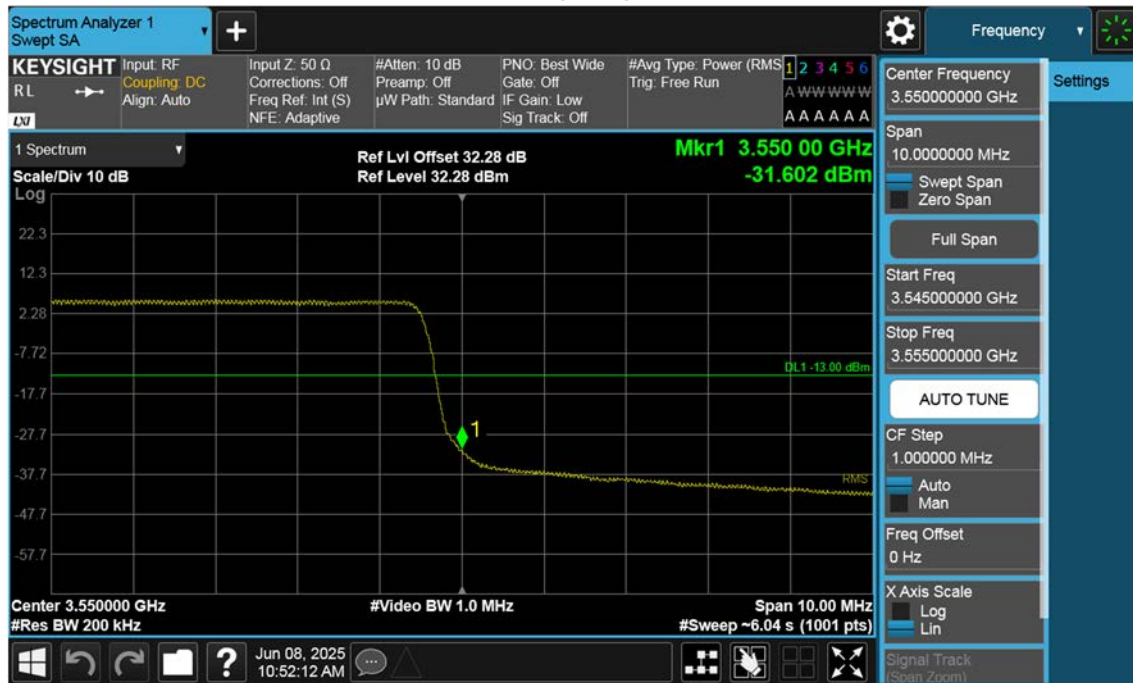 Spectrum Analyzer 1
Swept SA
Frequency
KEYSIGHT
RL
LXI
Input: RF
Coupling: DC
Align: Auto
Input Z: 50 Ω
Corrections: Off
Freq Ref: Int (S)
NFE: Adaptive
#Atten: 10 dB
Preamp: Off
µW Path: Standard
PNO: Best Wide
Gate: Off
IF Gain: Low
Sig Track: Off
#Avg Type: Power (RMS
Trig: Free Run
1 2 3 4 5 6
A W W W W W
A A A A A A
1 Spectrum
Scale/Div 10 dB
Ref Lvl Offset 32.28 dB
Ref Level 32.28 dBm
Mkr1 3.550 00 GHz
-31.602 dBm
Log
22.3
12.3
2.28
-7.72
-17.7
-27.7
-37.7
-47.7
-57.7
DL1 -13.00 dBm
1
RMS
Center 3.550000 GHz
#Res BW 200 kHz
#Video BW 1.0 MHz
Span 10.00 MHz
#Sweep ~6.04 s (1001 pts)
Center Frequency
3.550000000 GHz
Settings
Span
10.0000000 MHz
Swept Span
Zero Span
Full Span
Start Freq
3.545000000 GHz
Stop Freq
3.555000000 GHz
AUTO TUNE
CF Step
1.000000 MHz
Auto
Man
Freq Offset
0 Hz
X Axis Scale
Log
Lin
Signal Track
(Span Zoom)
?
Jun 08, 2025
10:52:12 AM